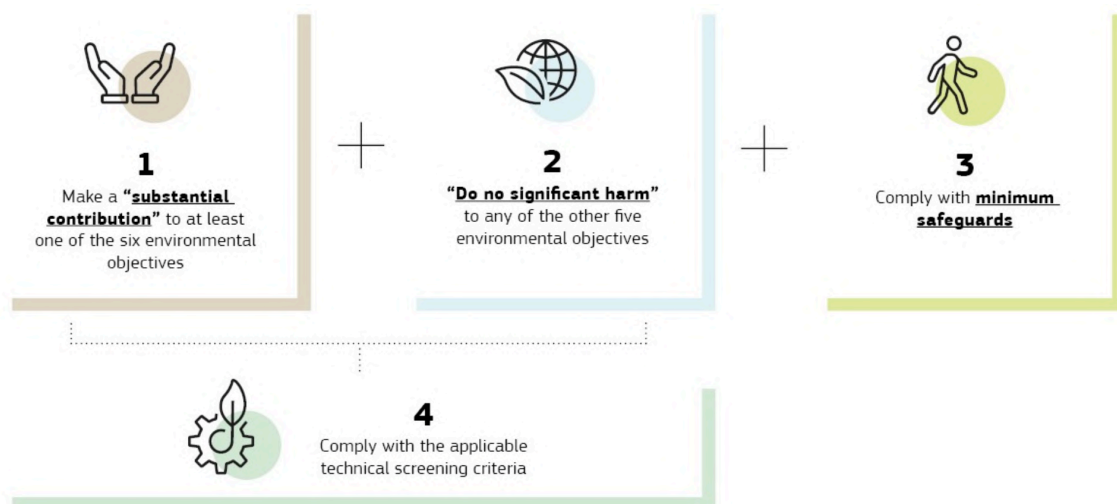 1
Make a “substantial
contribution” to at least
one of the six environmental
objectives
2
“Do no significant harm”
to any of the other five
environmental objectives
3
Comply with minimum
safeguards
4
Comply with the applicable
technical screening criteria